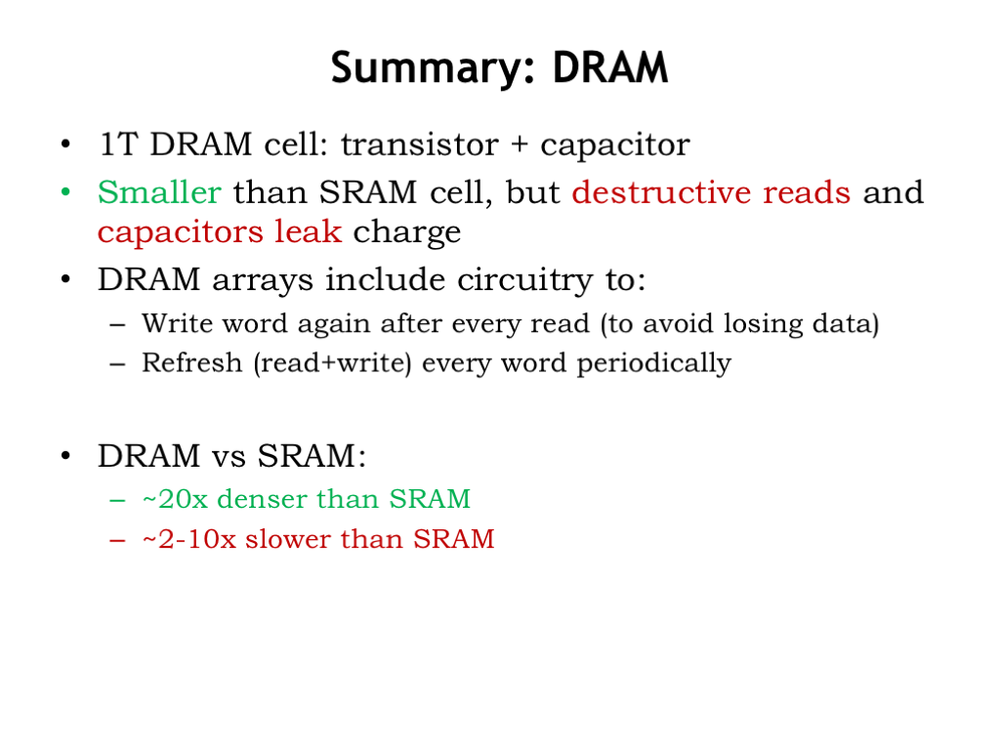 Summary: DRAM
• 1T DRAM cell: transistor + capacitor
• Smaller than SRAM cell, but destructive reads and
capacitors leak charge
• DRAM arrays include circuitry to:
– Write word again after every read (to avoid losing data)
– Refresh (read+write) every word periodically
• DRAM vs SRAM:
– ~20x denser than SRAM
– ~2-10x slower than SRAM